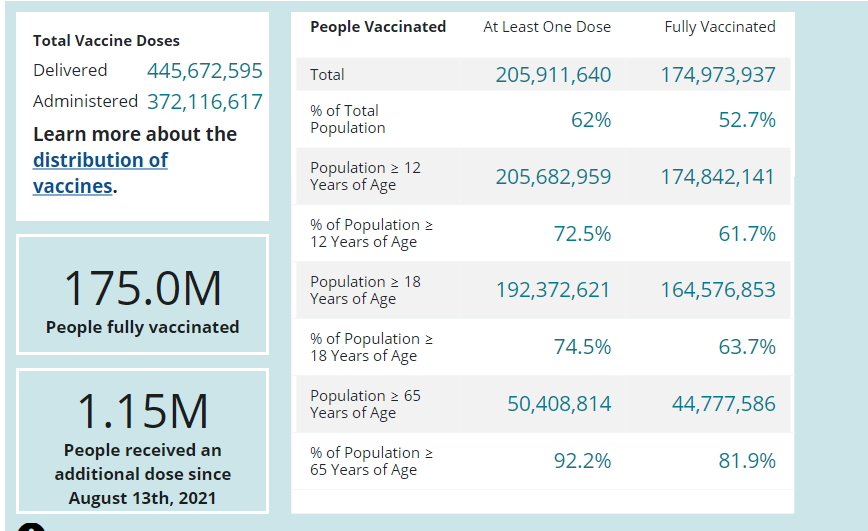 Total Vaccine Doses
Delivered 445,672,595
Administered 372,116,617
Learn more about the
distribution of
vaccines.
175.0M
People fully vaccinated
1.15M
People received an
additional dose since
August 13th, 2021
People Vaccinated At Least One Dose Fully Vaccinated
Total 205,911,640 174,973,937
% of Total
Population 62% 52.7%
Population ≥ 12
Years of Age 205,682,959 174,842,141
% of Population ≥
12 Years of Age 72.5% 61.7%
Population ≥ 18
Years of Age 192,372,621 164,576,853
% of Population ≥
18 Years of Age 74.5% 63.7%
Population ≥ 65
Years of Age 50,408,814 44,777,586
% of Population ≥
65 Years of Age 92.2% 81.9%